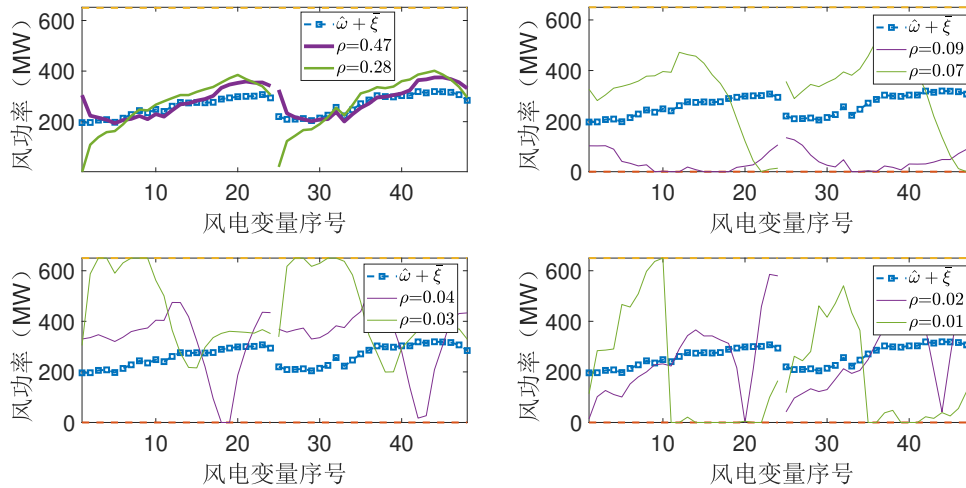 600
400
200
0
10
20
30
40
风功率（MW）
风电变量序号
ω̂ + ξ̄
ρ=0.47
ρ=0.28
600
400
200
0
10
20
30
40
风功率（MW）
风电变量序号
ω̂ + ξ̄
ρ=0.09
ρ=0.07
600
400
200
0
10
20
30
40
风功率（MW）
风电变量序号
ω̂ + ξ̄
ρ=0.04
ρ=0.03
600
400
200
0
10
20
30
40
风功率（MW）
风电变量序号
ω̂ + ξ̄
ρ=0.02
ρ=0.01